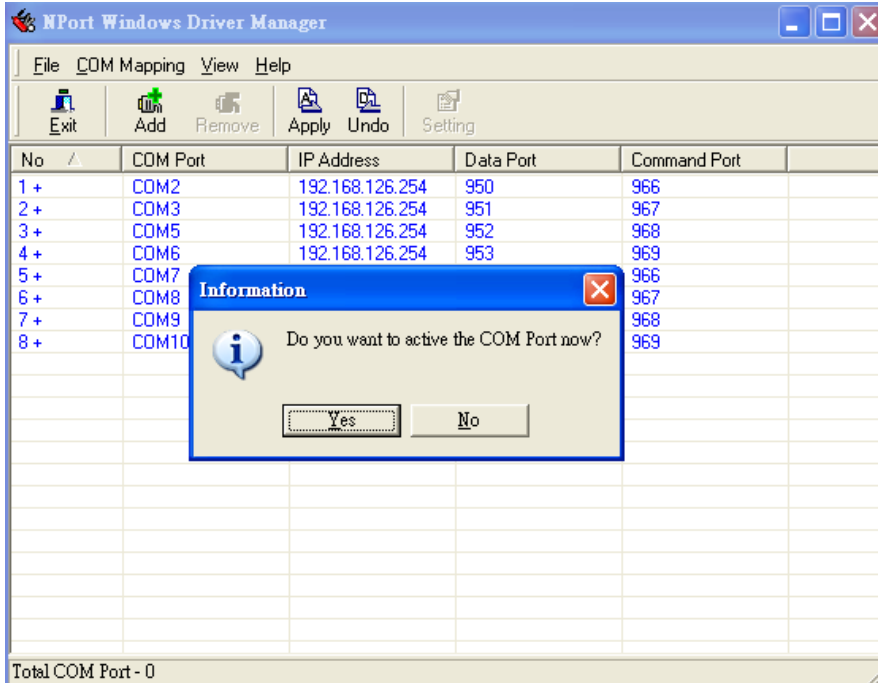 NPort Windows Driver Manager
File COM Mapping View Help
Exit Add Remove Apply Undo Setting
No COM Port IP Address Data Port Command Port
1 + COM2 192.168.126.254 950 966
2 + COM3 192.168.126.254 951 967
3 + COM5 192.168.126.254 952 968
4 + COM6 192.168.126.254 953 969
5 + COM7 966
6 + COM8 967
7 + COM9 968
8 + COM10 969
Information
Do you want to active the COM Port now?
Yes No
Total COM Port - 0